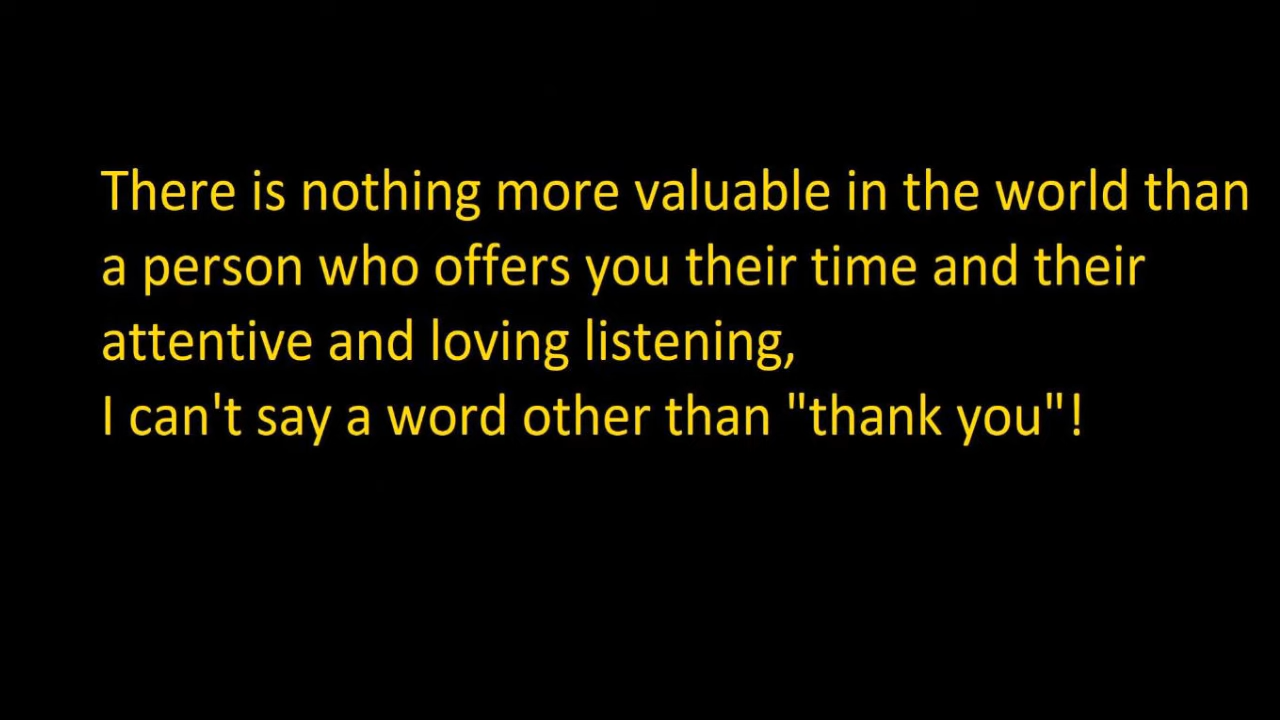 There is nothing more valuable in the world than
a person who offers you their time and their
attentive and loving listening,
I can't say a word other than "thank you"!